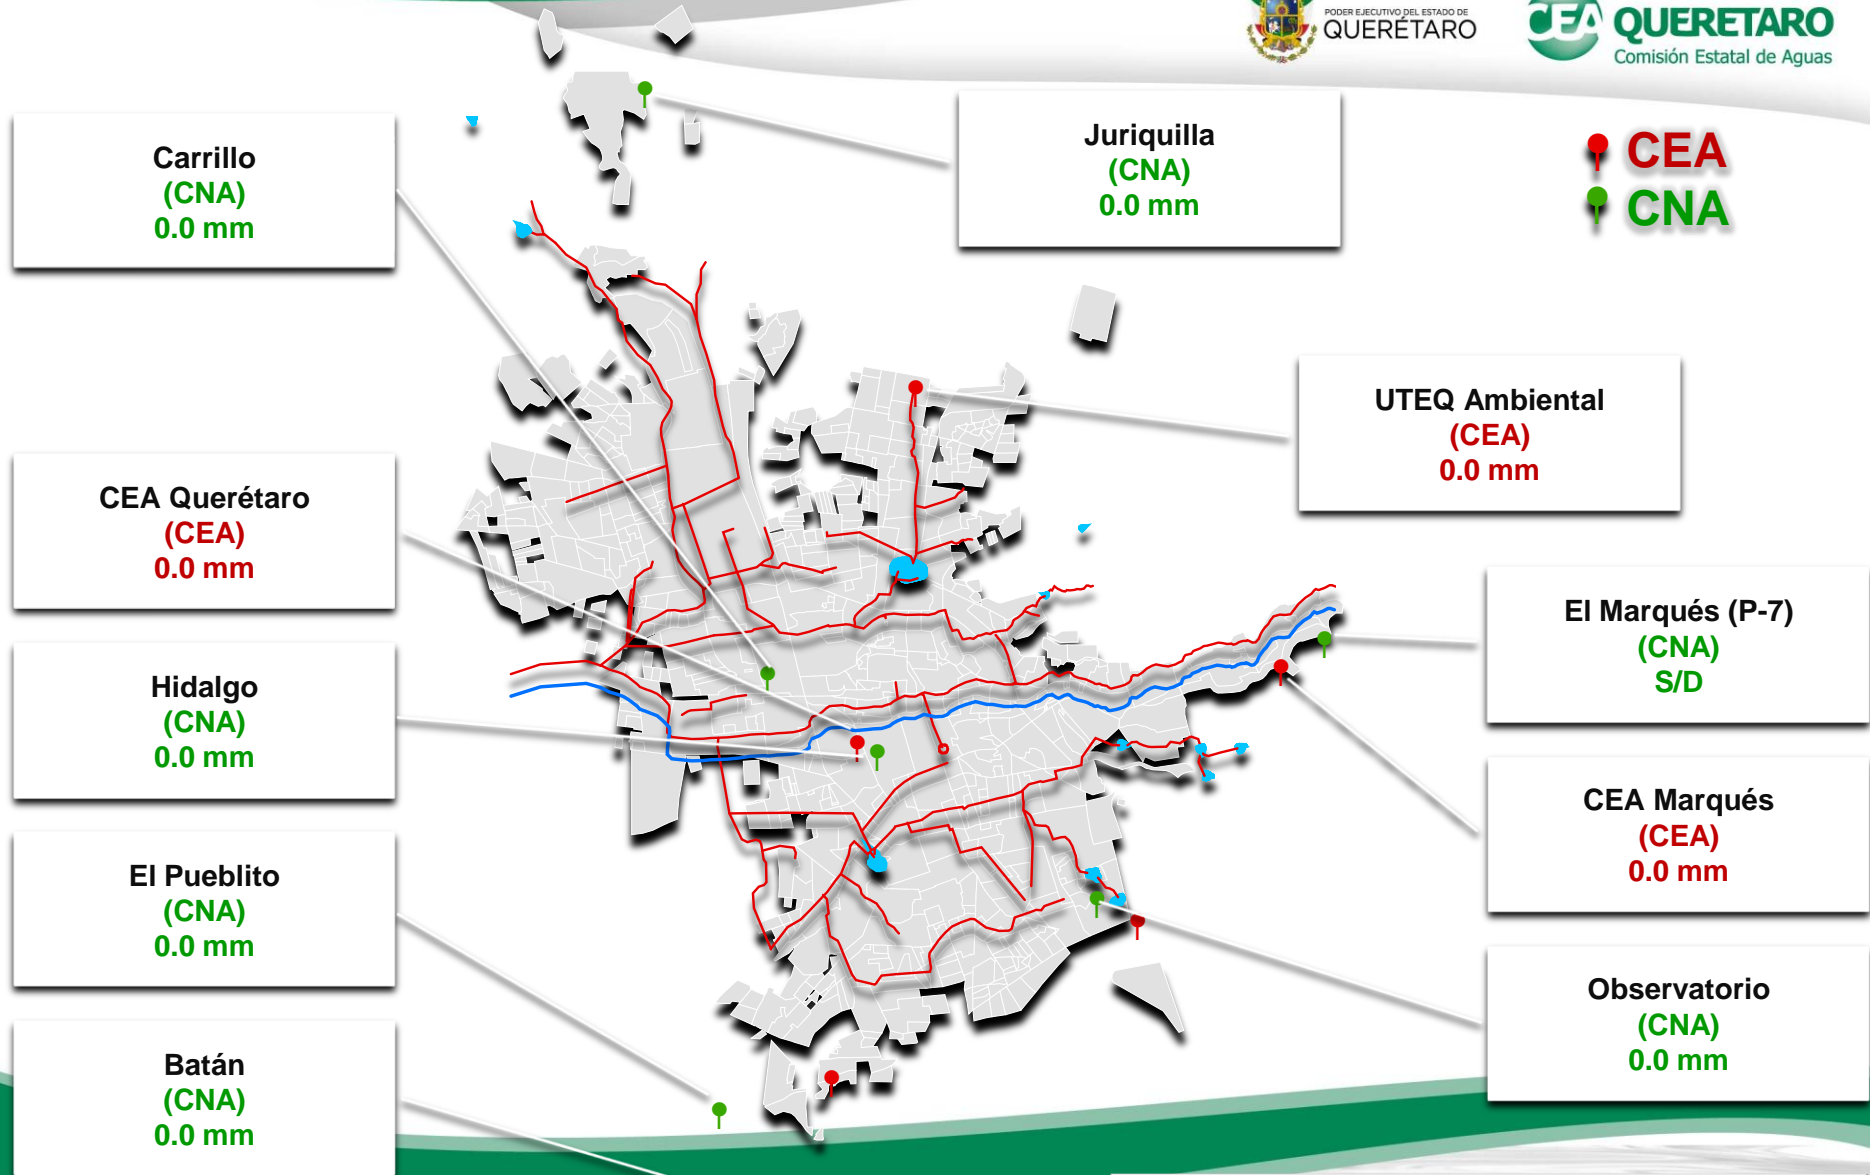 PODER EJECUTIVO DEL ESTADO DE
QUERÉTARO
CEA QUERETARO
Comisión Estatal de Aguas
Carrillo
(CNA)
0.0 mm
Juriquilla
(CNA)
0.0 mm
CEA
CNA
UTEQ Ambiental
(CEA)
0.0 mm
CEA Querétaro
(CEA)
0.0 mm
El Marqués (P-7)
(CNA)
S/D
Hidalgo
(CNA)
0.0 mm
CEA Marqués
(CEA)
0.0 mm
El Pueblito
(CNA)
0.0 mm
Observatorio
(CNA)
0.0 mm
Batán
(CNA)
0.0 mm